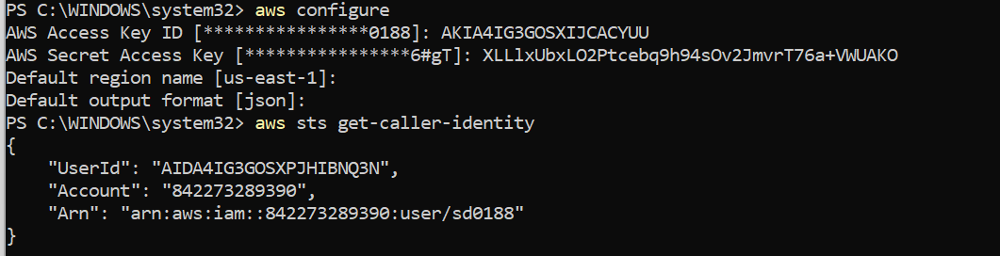 PS C:\WINDOWS\system32> aws configure
AWS Access Key ID [****************0188]: AKIA4IG3GOSXIJCACYUU
AWS Secret Access Key [****************6#gT]: 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
Default region name [us-east-1]:
Default output format [json]:
PS C:\WINDOWS\system32> aws sts get-caller-identity
{
    "UserId": "AIDA4IG3GOSXPJHIBNQ3N",
    "Account": "842273289390",
    "Arn": "arn:aws:iam::842273289390:user/sd0188"
}